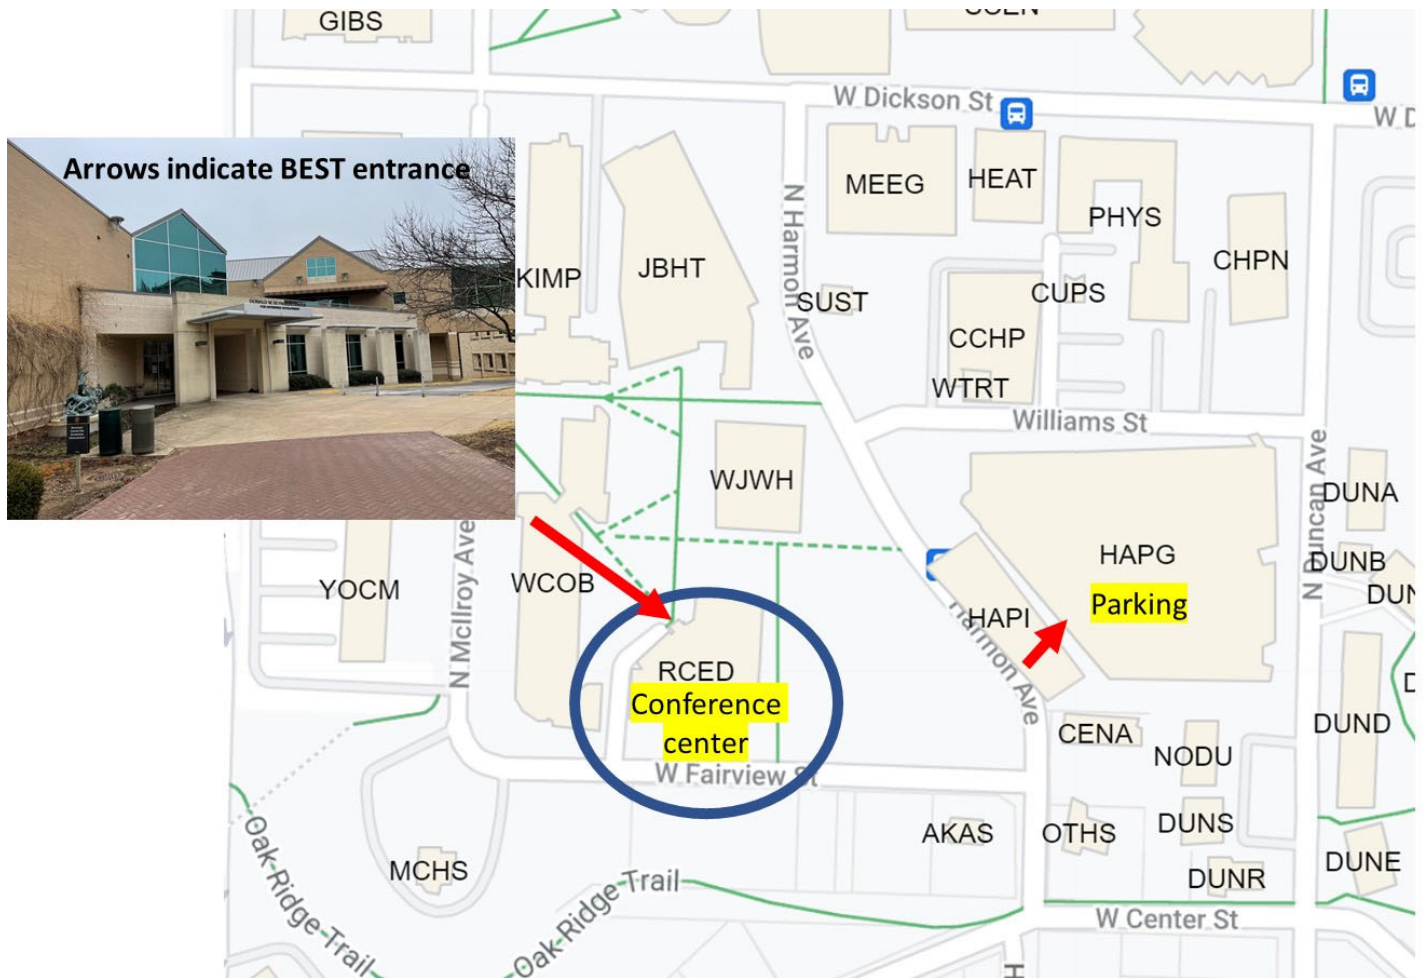 GIBS
W Dickson St
Arrows indicate BEST entrance
MEEG
HEAT
PHYS
CHPN
KIMP
JBHT
N Harmon Ave
SUST
CUPS
CCHP
WTRT
Williams St
WJWH
N Duncan Ave
DUNA
HAPG
DUNB
YOCM
N McIlroy Ave
WCOB
Parking
HAPI
Harmon Ave
RCED
Conference
center
CENA
DUND
NODU
W Fairview St
AKAS
OTHS
DUNS
DUNE
MCHS
DUNR
Oak Ridge Trail
Oak Ridge Trail
W Center St